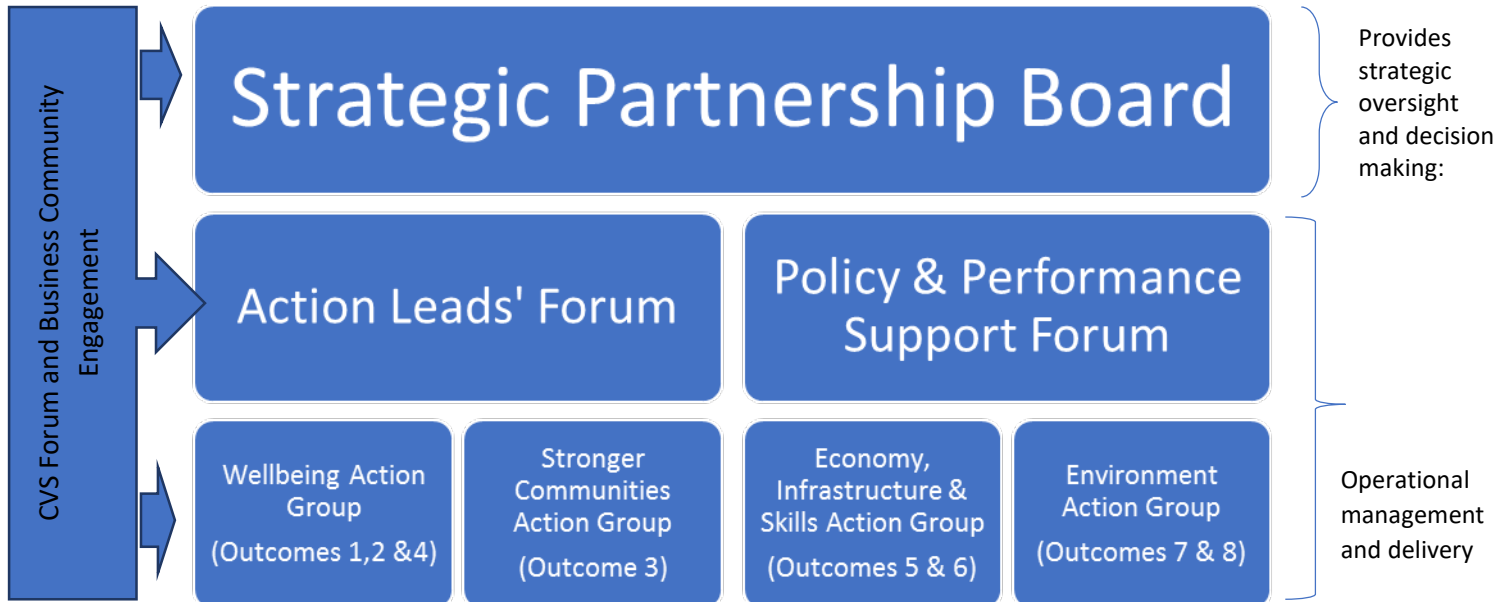 CVS Forum and Business Community
Engagement
Strategic Partnership Board
Provides
strategic
oversight
and decision
making:
Action Leads' Forum
Policy & Performance
Support Forum
Wellbeing Action
Group
(Outcomes 1,2 &4)
Stronger
Communities
Action Group
(Outcome 3)
Economy,
Infrastructure &
Skills Action Group
(Outcomes 5 & 6)
Environment
Action Group
(Outcomes 7 & 8)
Operational
management
and delivery